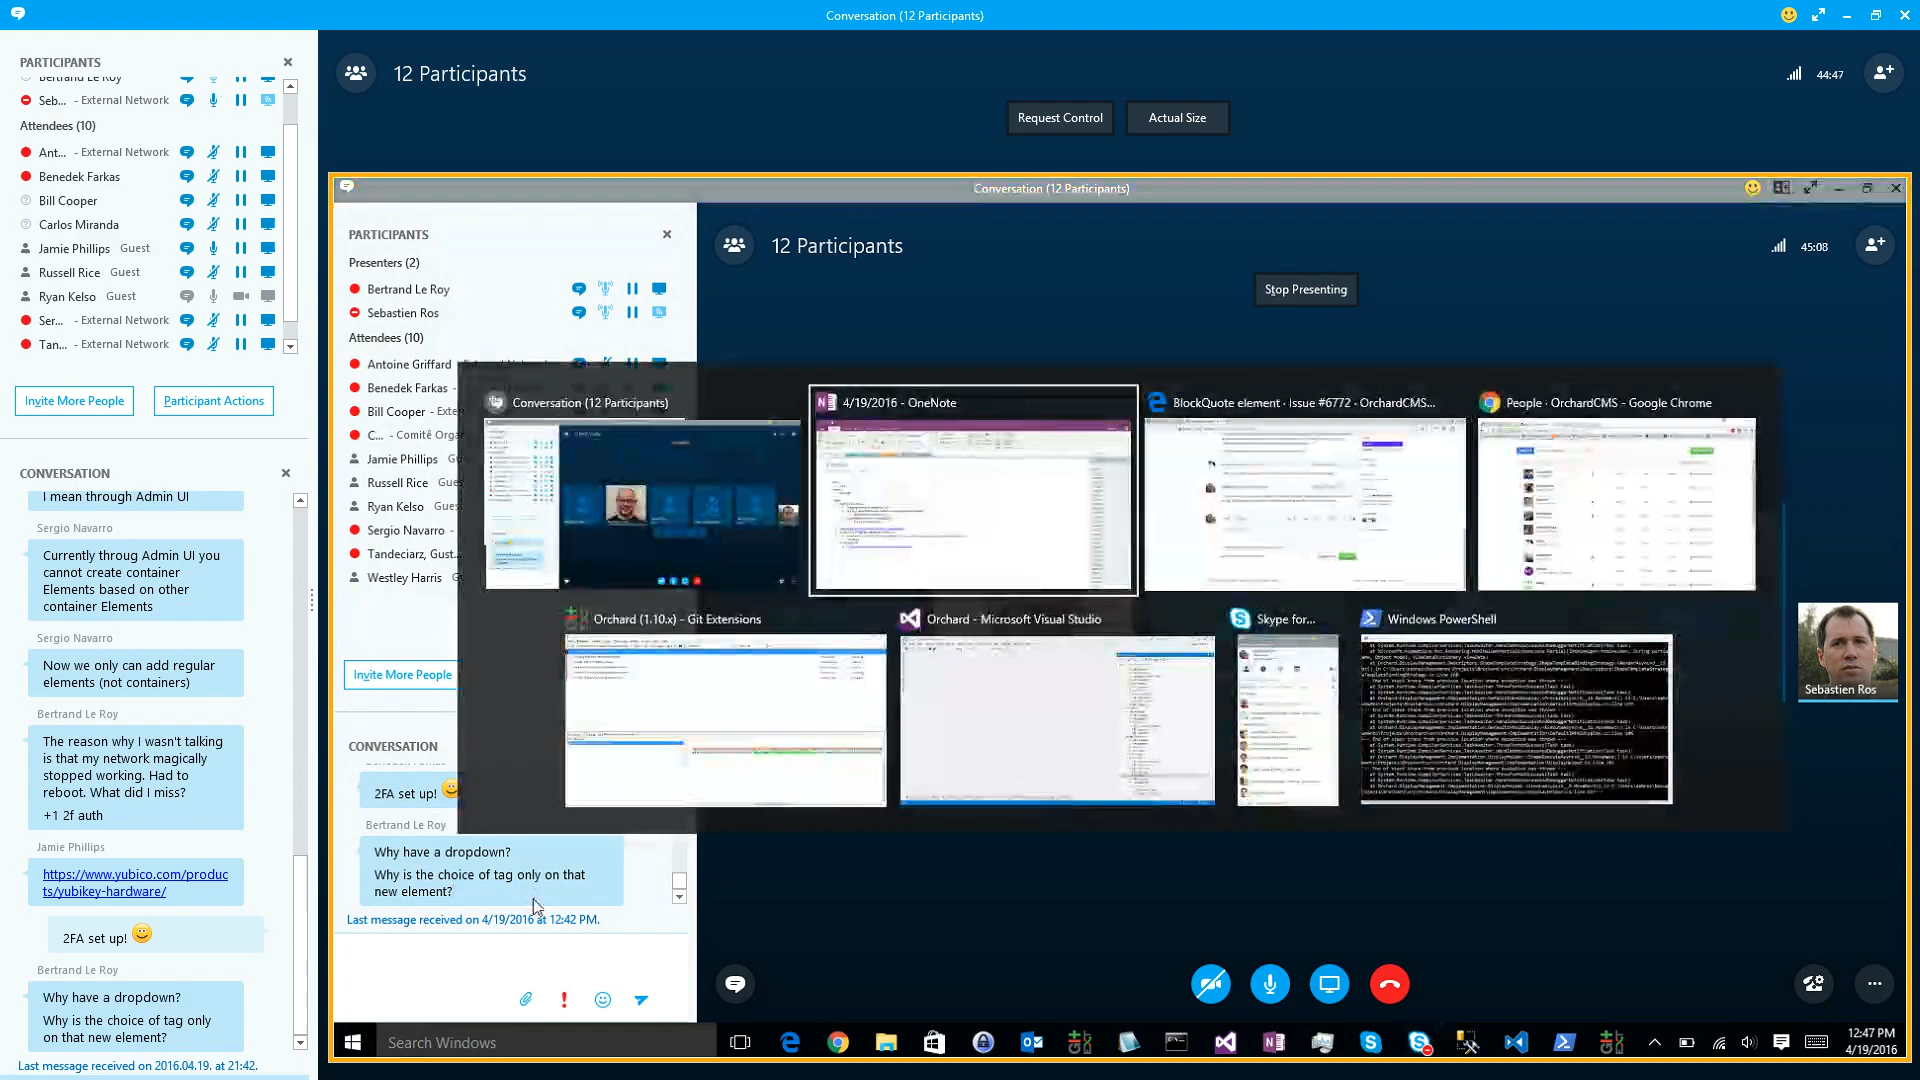 Conversation (12 Participants)
PARTICIPANTS
Bertrand Le Roy
Seb... - External Network
Attendees (10)
Ant... - External Network
Benedek Farkas
Bill Cooper
Carlos Miranda
Jamie Phillips Guest
Russell Rice Guest
Ryan Kelso Guest
Ser... - External Network
Tan... - External Network
Invite More People
Participant Actions
CONVERSATION
I mean through Admin UI
Sergio Navarro
Currently throug Admin UI you
cannot create container
Elements based on other
container Elements
Sergio Navarro
Now we only can add regular
elements (not containers)
Bertrand Le Roy
The reason why I wasn't talking
is that my network magically
stopped working. Had to
reboot. What did I miss?
+1 2f auth
Jamie Phillips
https://www.yubico.com/produc
ts/yubikey-hardware/
2FA set up!
Bertrand Le Roy
Why have a dropdown?
Why is the choice of tag only
on that new element?
Last message received on 2016.04.19. at 21:42.
12 Participants
44:47
Request Control
Actual Size
Conversation (12 Participants)
PARTICIPANTS
Presenters (2)
Bertrand Le Roy
Sebastien Ros
Attendees (10)
Antoine Griffard
Benedek Farkas -
Bill Cooper - Exte
C... - Comitê Organ
Jamie Phillips Gu
Russell Rice Gues
Ryan Kelso Gues
Sergio Navarro -
Tandeciarz, Gust...
Westley Harris G
Invite More People
CONVERSATION
2FA set up!
Bertrand Le Roy
Why have a dropdown?
Why is the choice of tag only on that
new element?
Last message received on 4/19/2016 at 12:42 PM.
12 Participants
45:08
Stop Presenting
Conversation (12 Participants)
4/19/2016 - OneNote
BlockQuote element · Issue #6772 · OrchardCMS...
People · OrchardCMS - Google Chrome
Orchard (1.10.x) - Git Extensions
Orchard - Microsoft Visual Studio
Skype for...
Windows PowerShell
Sebastien Ros
Search Windows
12:47 PM
4/19/2016